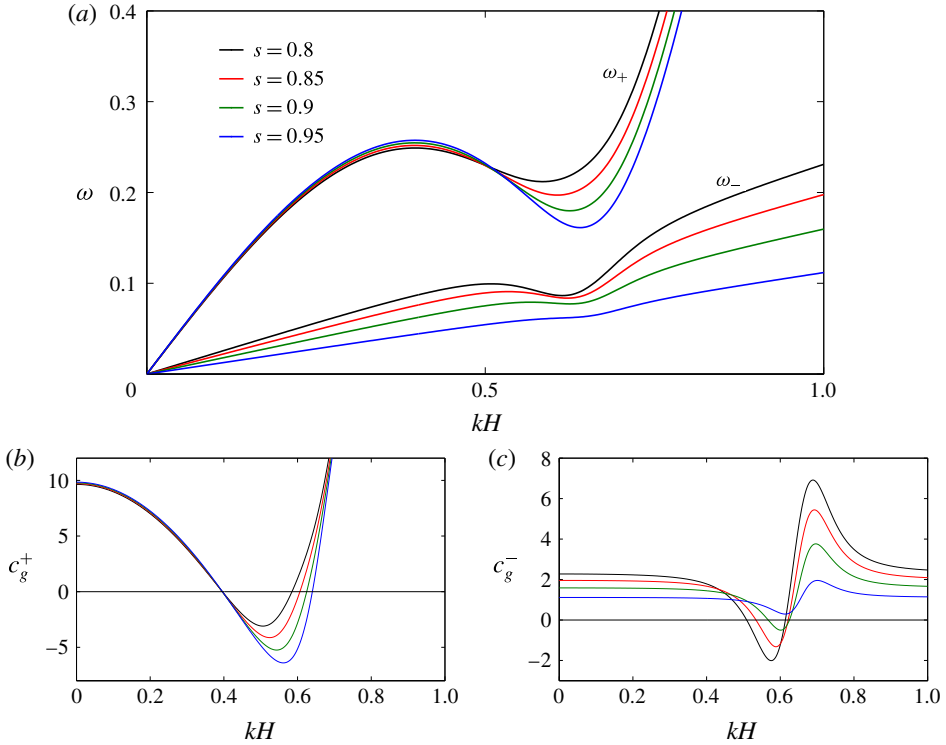 (a)
0.4
0.3
0.2
0.1
0
0.5
1.0
ω
kH
s = 0.8
s = 0.85
s = 0.9
s = 0.95
ω+
ω−
(b)
10
5
0
−5
0
0.2
0.4
0.6
0.8
1.0
c_g^+
kH
(c)
8
6
4
2
0
−2
0
0.2
0.4
0.6
0.8
1.0
c_g^−
kH